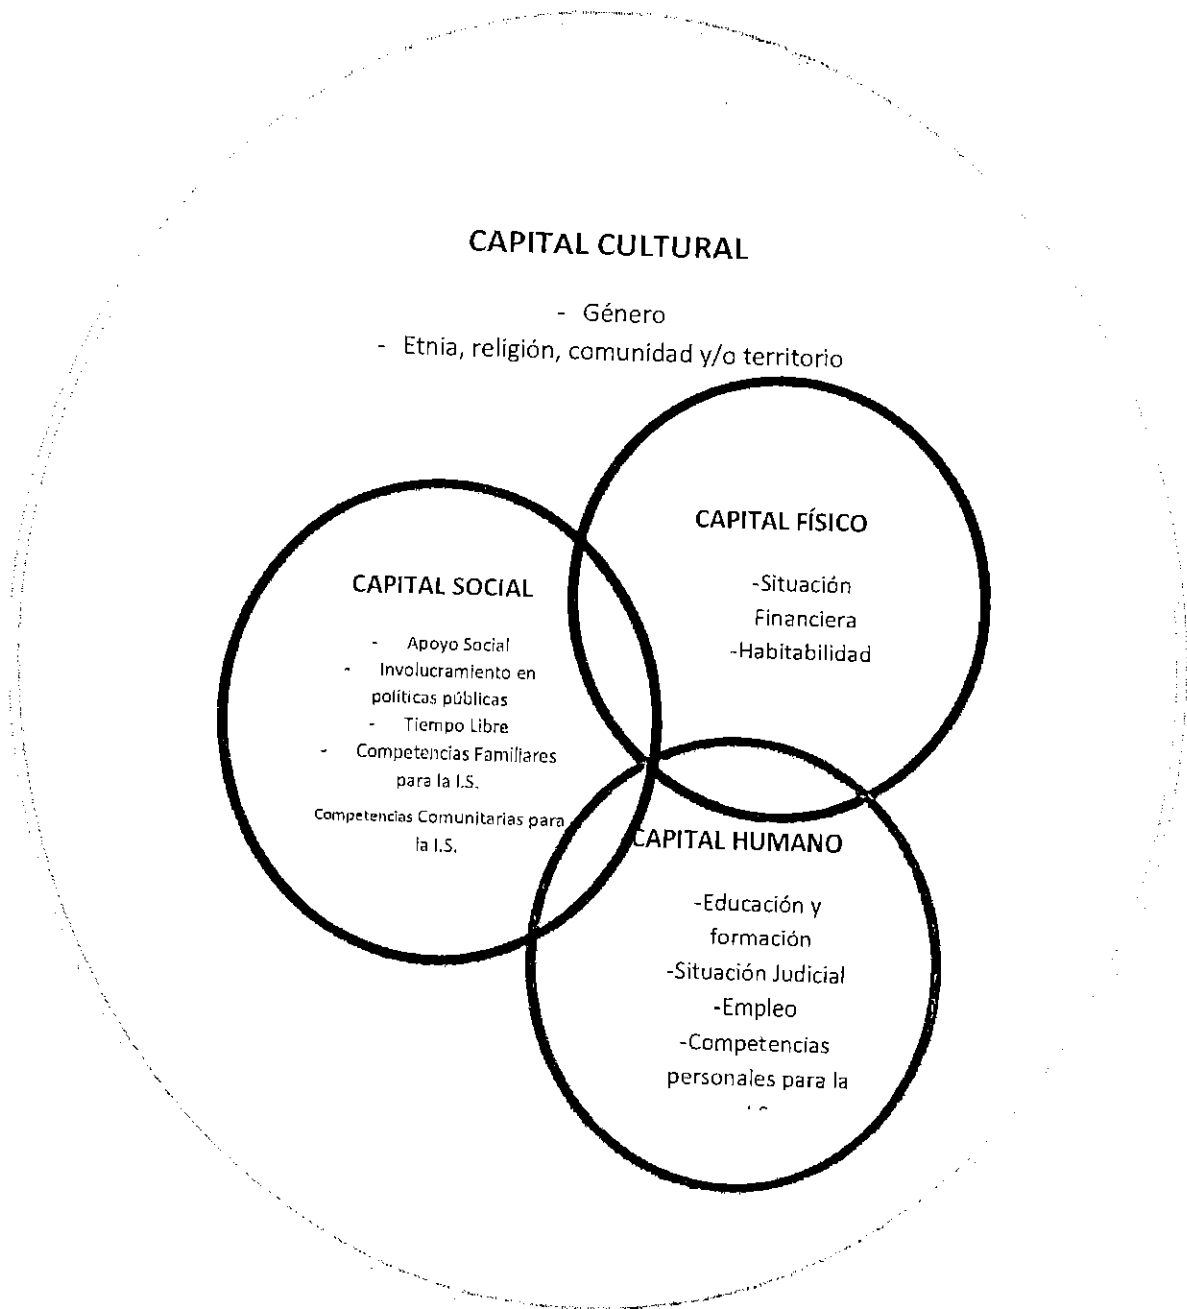 CAPITAL CULTURAL
- Género
- Etnia, religión, comunidad y/o territorio
CAPITAL FÍSICO
-Situación
Financiera
-Habitabilidad
CAPITAL SOCIAL
- Apoyo Social
- Involucramiento en
políticas públicas
- Tiempo Libre
- Competencias Familiares
para la I.S.
Competencias Comunitarias para
la I.S.
CAPITAL HUMANO
-Educación y
formación
-Situación Judicial
-Empleo
-Competencias
personales para la